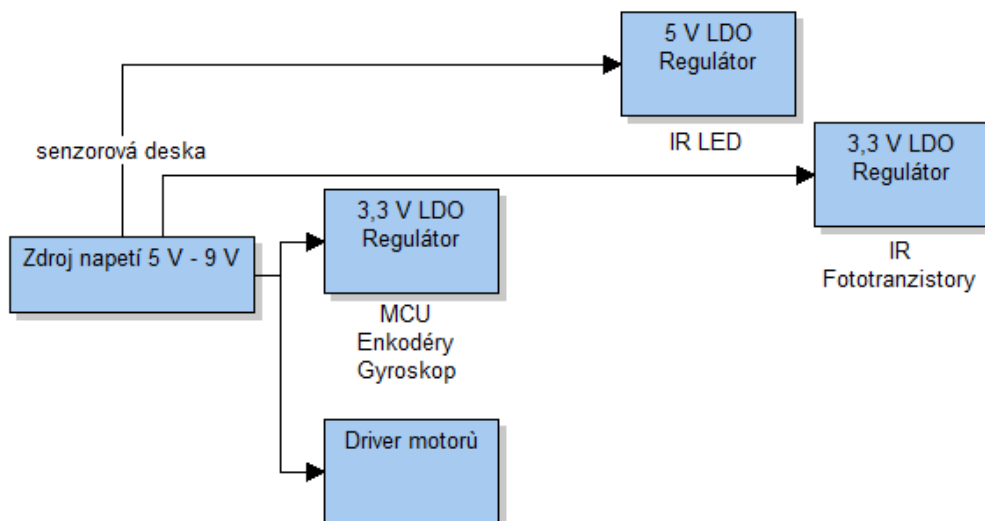 5 V LDO
Regulátor
IR LED
senzorová deska
3,3 V LDO
Regulátor
IR
Fototranzistory
Zdroj napetí 5 V - 9 V
3,3 V LDO
Regulátor
MCU
Enkodéry
Gyroskop
Driver motorù